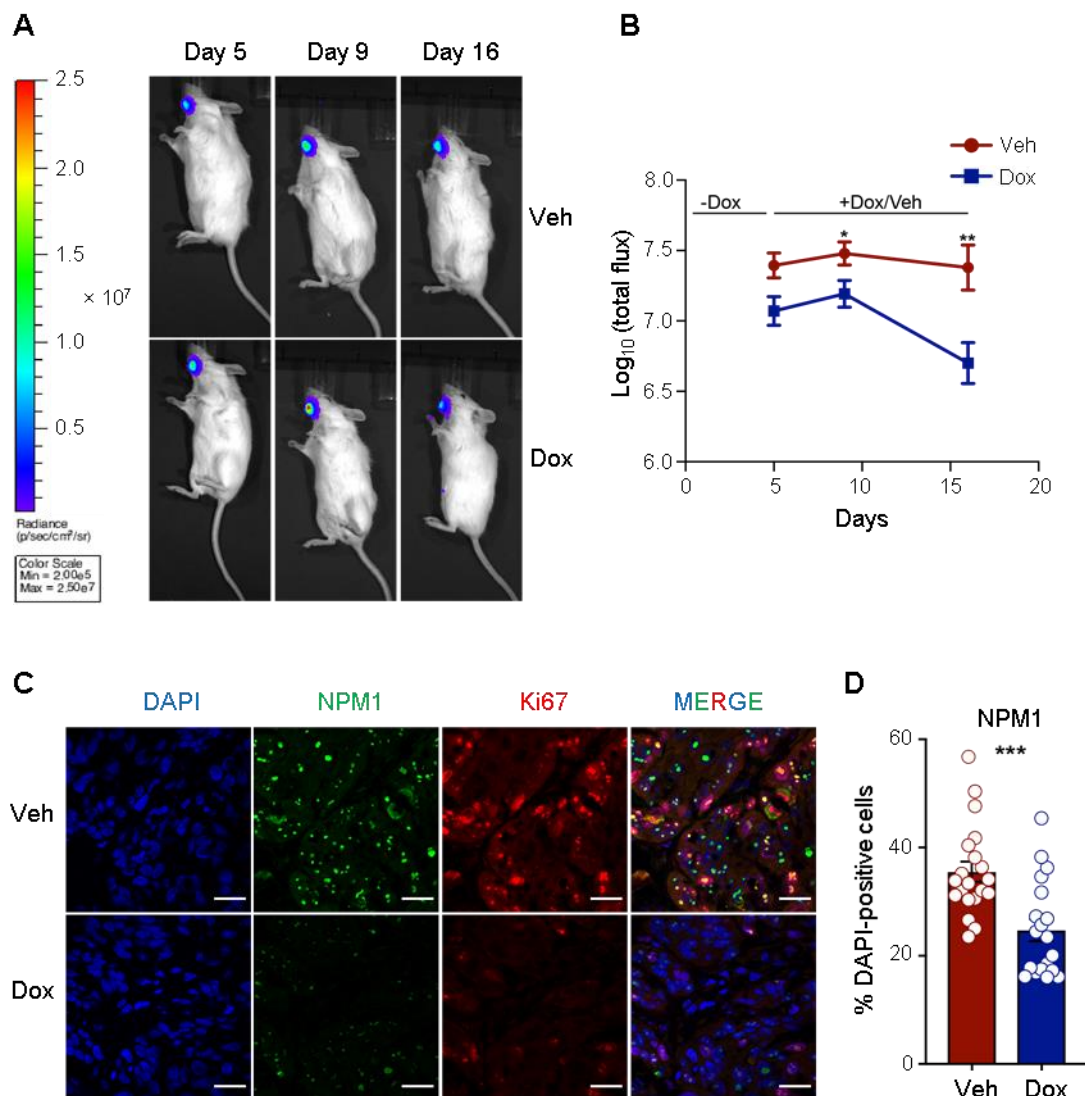 A
Day 5 Day 9 Day 16
2.5
2.0
1.5
× 10⁷
1.0
0.5
Radiance
(p/sec/cm²/sr)
Color Scale
Min = 2.00e5
Max = 2.50e7
Veh
Dox
B
Veh
Dox
8.0
7.5
7.0
6.5
6.0
Log₁₀ (total flux)
-Dox +Dox/Veh
* **
0 5 10 15 20
Days
C
DAPI NPM1 Ki67 MERGE
Veh
Dox
D
NPM1
***
60
40
20
0
% DAPI-positive cells
Veh Dox